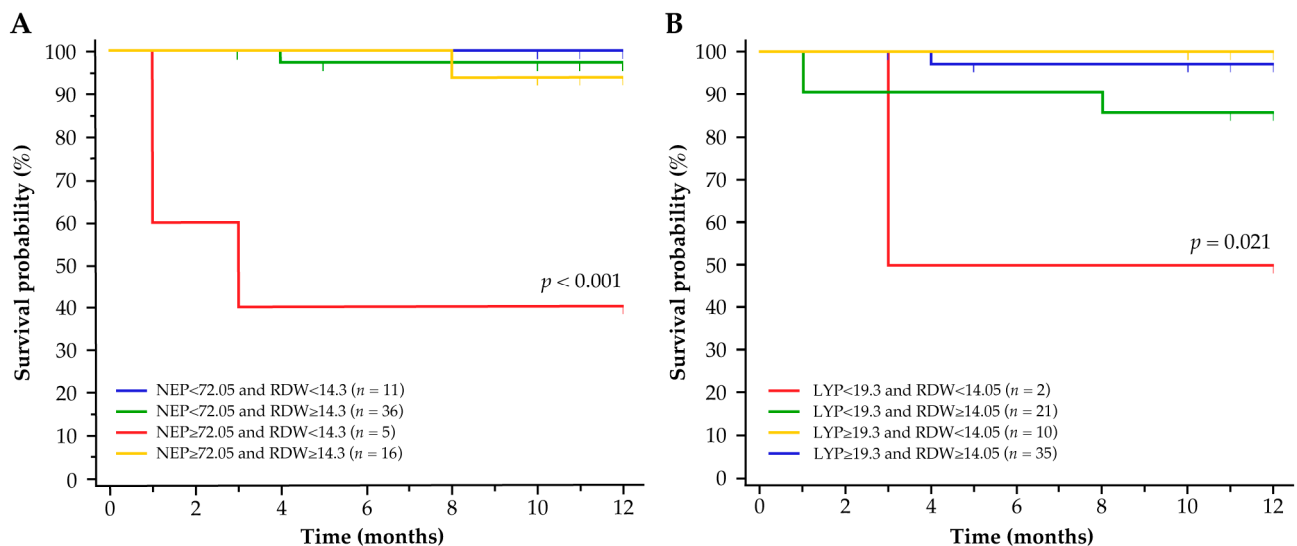 A
Survival probability (%)
100
90
80
70
60
50
40
30
20
10
0
p < 0.001
NEP<72.05 and RDW<14.3 (n = 11)
NEP<72.05 and RDW≥14.3 (n = 36)
NEP≥72.05 and RDW<14.3 (n = 5)
NEP≥72.05 and RDW≥14.3 (n = 16)
0 2 4 6 8 10 12
Time (months)
B
Survival probability (%)
100
90
80
70
60
50
40
30
20
10
0
p = 0.021
LYP<19.3 and RDW<14.05 (n = 2)
LYP<19.3 and RDW≥14.05 (n = 21)
LYP≥19.3 and RDW<14.05 (n = 10)
LYP≥19.3 and RDW≥14.05 (n = 35)
0 2 4 6 8 10 12
Time (months)